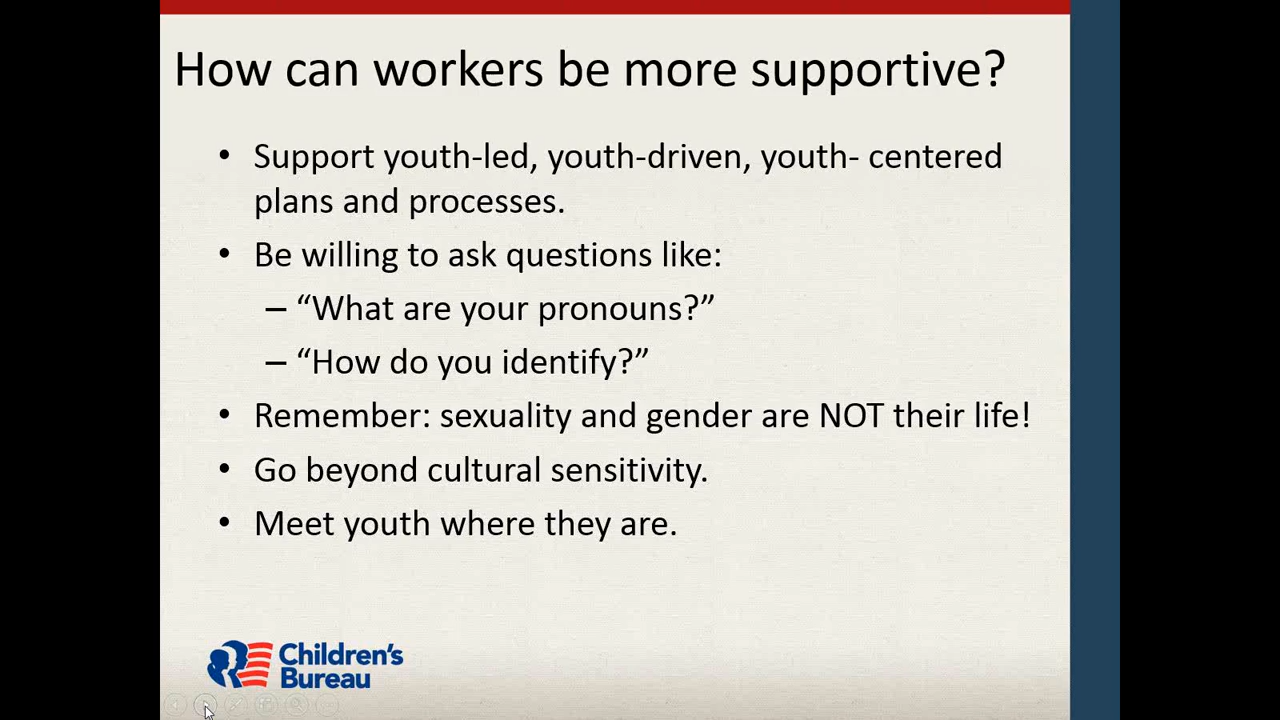 How can workers be more supportive?
• Support youth-led, youth-driven, youth- centered
plans and processes.
• Be willing to ask questions like:
– “What are your pronouns?”
– “How do you identify?”
• Remember: sexuality and gender are NOT their life!
• Go beyond cultural sensitivity.
• Meet youth where they are.
Children's
Bureau